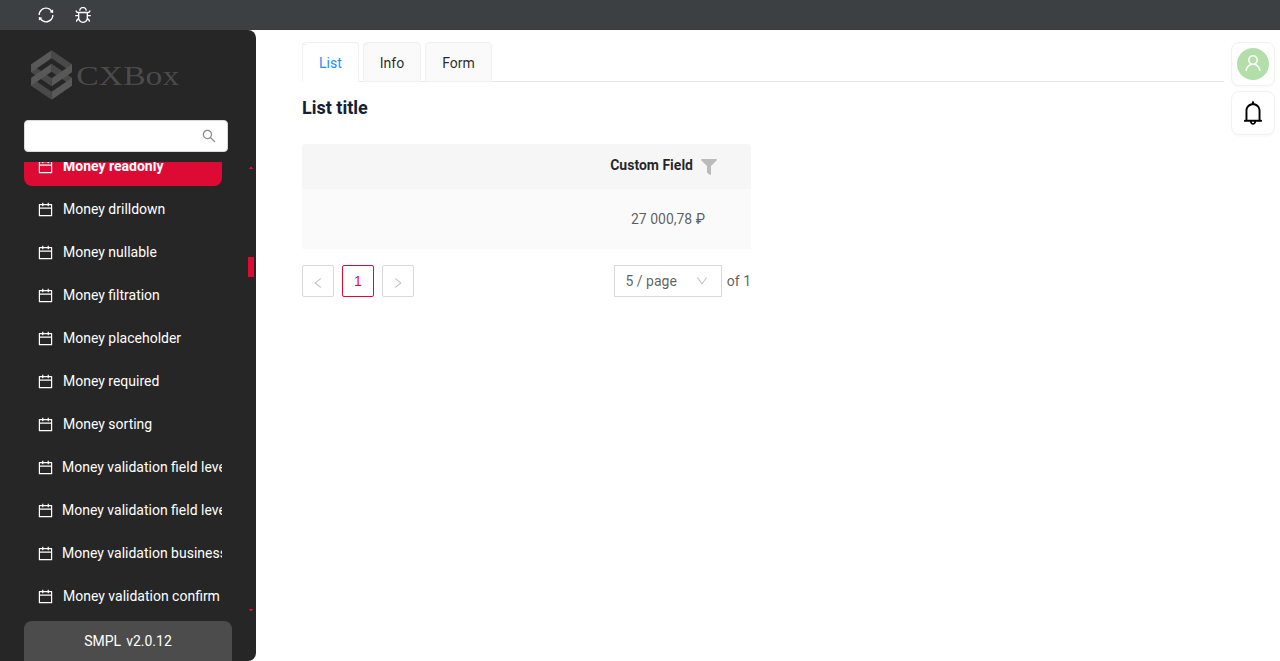 CXBox
Money readonly
Money drilldown
Money nullable
Money filtration
Money placeholder
Money required
Money sorting
Money validation field leve
Money validation field leve
Money validation business
Money validation confirm
SMPL v2.0.12
List
Info
Form
List title
Custom Field
27 000,78 ₽
1
5 / page
of 1